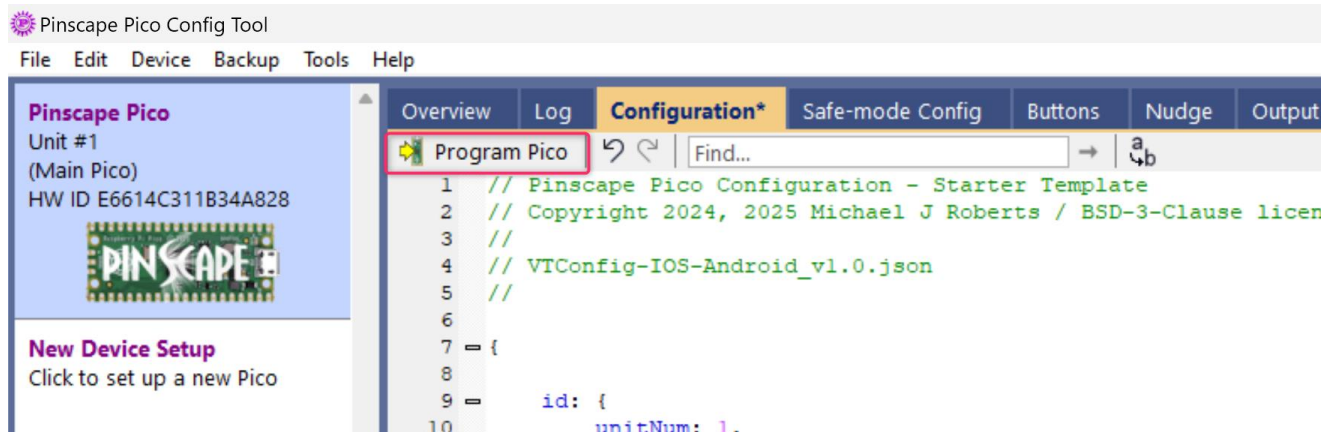 Pinscape Pico Config Tool
File Edit Device Backup Tools Help
Pinscape Pico
Unit #1
(Main Pico)
HW ID E6614C311B34A828
PINSCAPE
New Device Setup
Click to set up a new Pico
Overview Log Configuration* Safe-mode Config Buttons Nudge Output
Program Pico Find... → a b
1 // Pinscape Pico Configuration - Starter Template
2 // Copyright 2024, 2025 Michael J Roberts / BSD-3-Clause licen
3 //
4 // VTConfig-IOS-Android_v1.0.json
5 //
6
7 {
8
9 id: {
10 unitNum: 1,